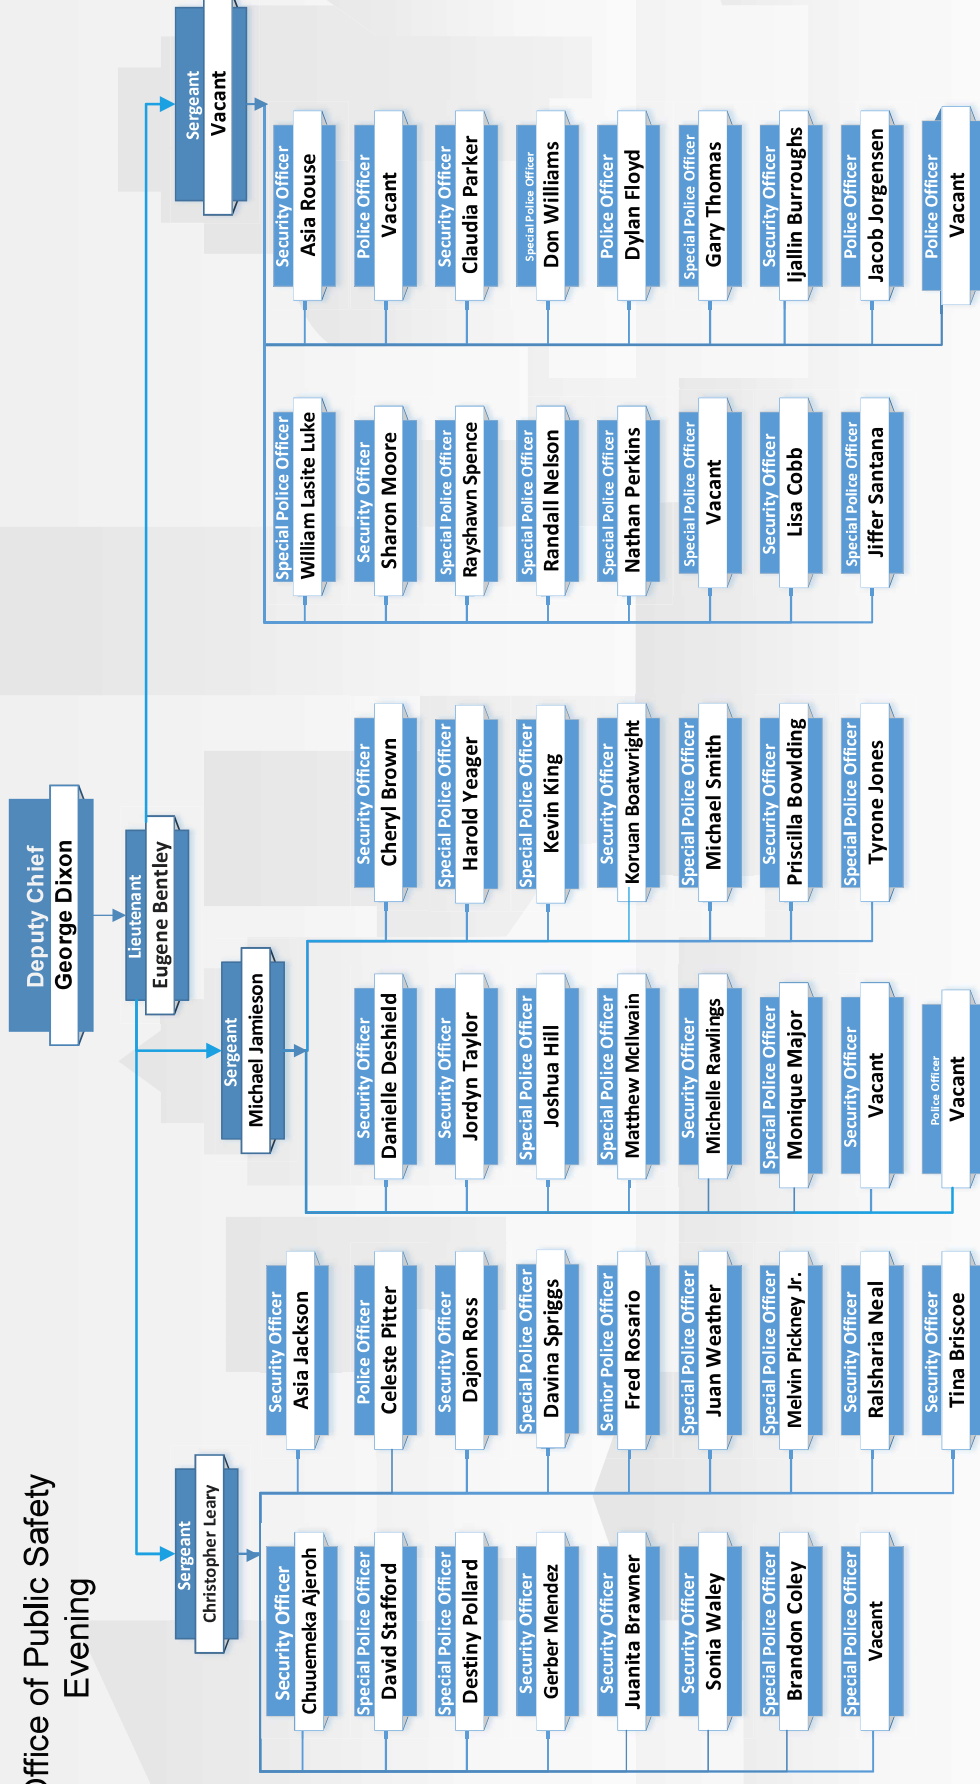 Office of Public Safety
Evening
Deputy Chief
George Dixon
Lieutenant
Eugene Bentley
Sergeant
Christopher Leary
Security Officer
Chuuemeka Ajeroh
Special Police Officer
David Stafford
Special Police Officer
Destiny Pollard
Security Officer
Gerber Mendez
Security Officer
Juanita Brawner
Security Officer
Sonia Waley
Special Police Officer
Brandon Coley
Special Police Officer
Vacant
Security Officer
Asia Jackson
Police Officer
Celeste Pitter
Security Officer
Dajon Ross
Special Police Officer
Davina Spriggs
Senior Police Officer
Fred Rosario
Special Police Officer
Juan Weather
Special Police Officer
Melvin Pickney Jr.
Security Officer
Ralsharia Neal
Security Officer
Tina Briscoe
Sergeant
Michael Jamieson
Security Officer
Danielle Deshield
Security Officer
Jordyn Taylor
Special Police Officer
Joshua Hill
Special Police Officer
Matthew McIlwain
Security Officer
Michelle Rawlings
Special Police Officer
Monique Major
Security Officer
Vacant
Police Officer
Vacant
Security Officer
Cheryl Brown
Special Police Officer
Harold Yeager
Special Police Officer
Kevin King
Security Officer
Koruan Boatwright
Special Police Officer
Michael Smith
Security Officer
Priscilla Bowlding
Special Police Officer
Tyrone Jones
Sergeant
Vacant
Special Police Officer
William Lasite Luke
Security Officer
Sharon Moore
Special Police Officer
Rayshawn Spence
Special Police Officer
Randall Nelson
Special Police Officer
Nathan Perkins
Special Police Officer
Vacant
Security Officer
Lisa Cobb
Special Police Officer
Jiffer Santana
Security Officer
Asia Rouse
Police Officer
Vacant
Security Officer
Claudia Parker
Special Police Officer
Don Williams
Police Officer
Dylan Floyd
Special Police Officer
Gary Thomas
Security Officer
Ijallin Burroughs
Police Officer
Jacob Jorgensen
Police Officer
Vacant